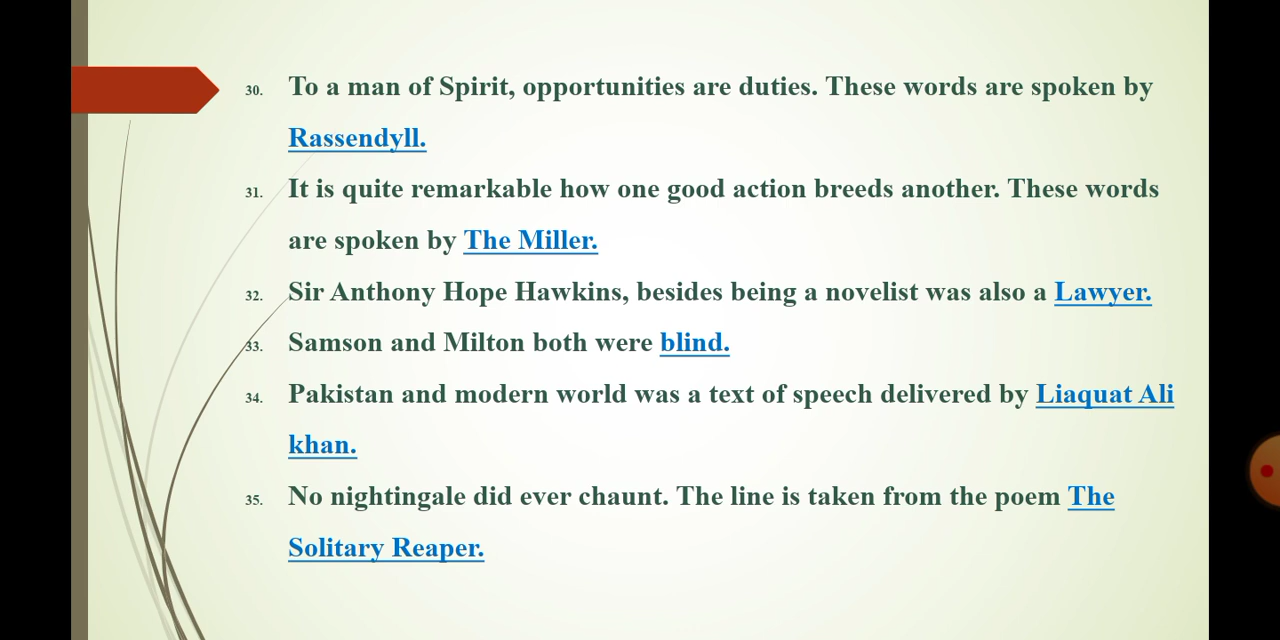 30. To a man of Spirit, opportunities are duties. These words are spoken by
Rassendyll.
31. It is quite remarkable how one good action breeds another. These words
are spoken by The Miller.
32. Sir Anthony Hope Hawkins, besides being a novelist was also a Lawyer.
33. Samson and Milton both were blind.
34. Pakistan and modern world was a text of speech delivered by Liaquat Ali
khan.
35. No nightingale did ever chaunt. The line is taken from the poem The
Solitary Reaper.